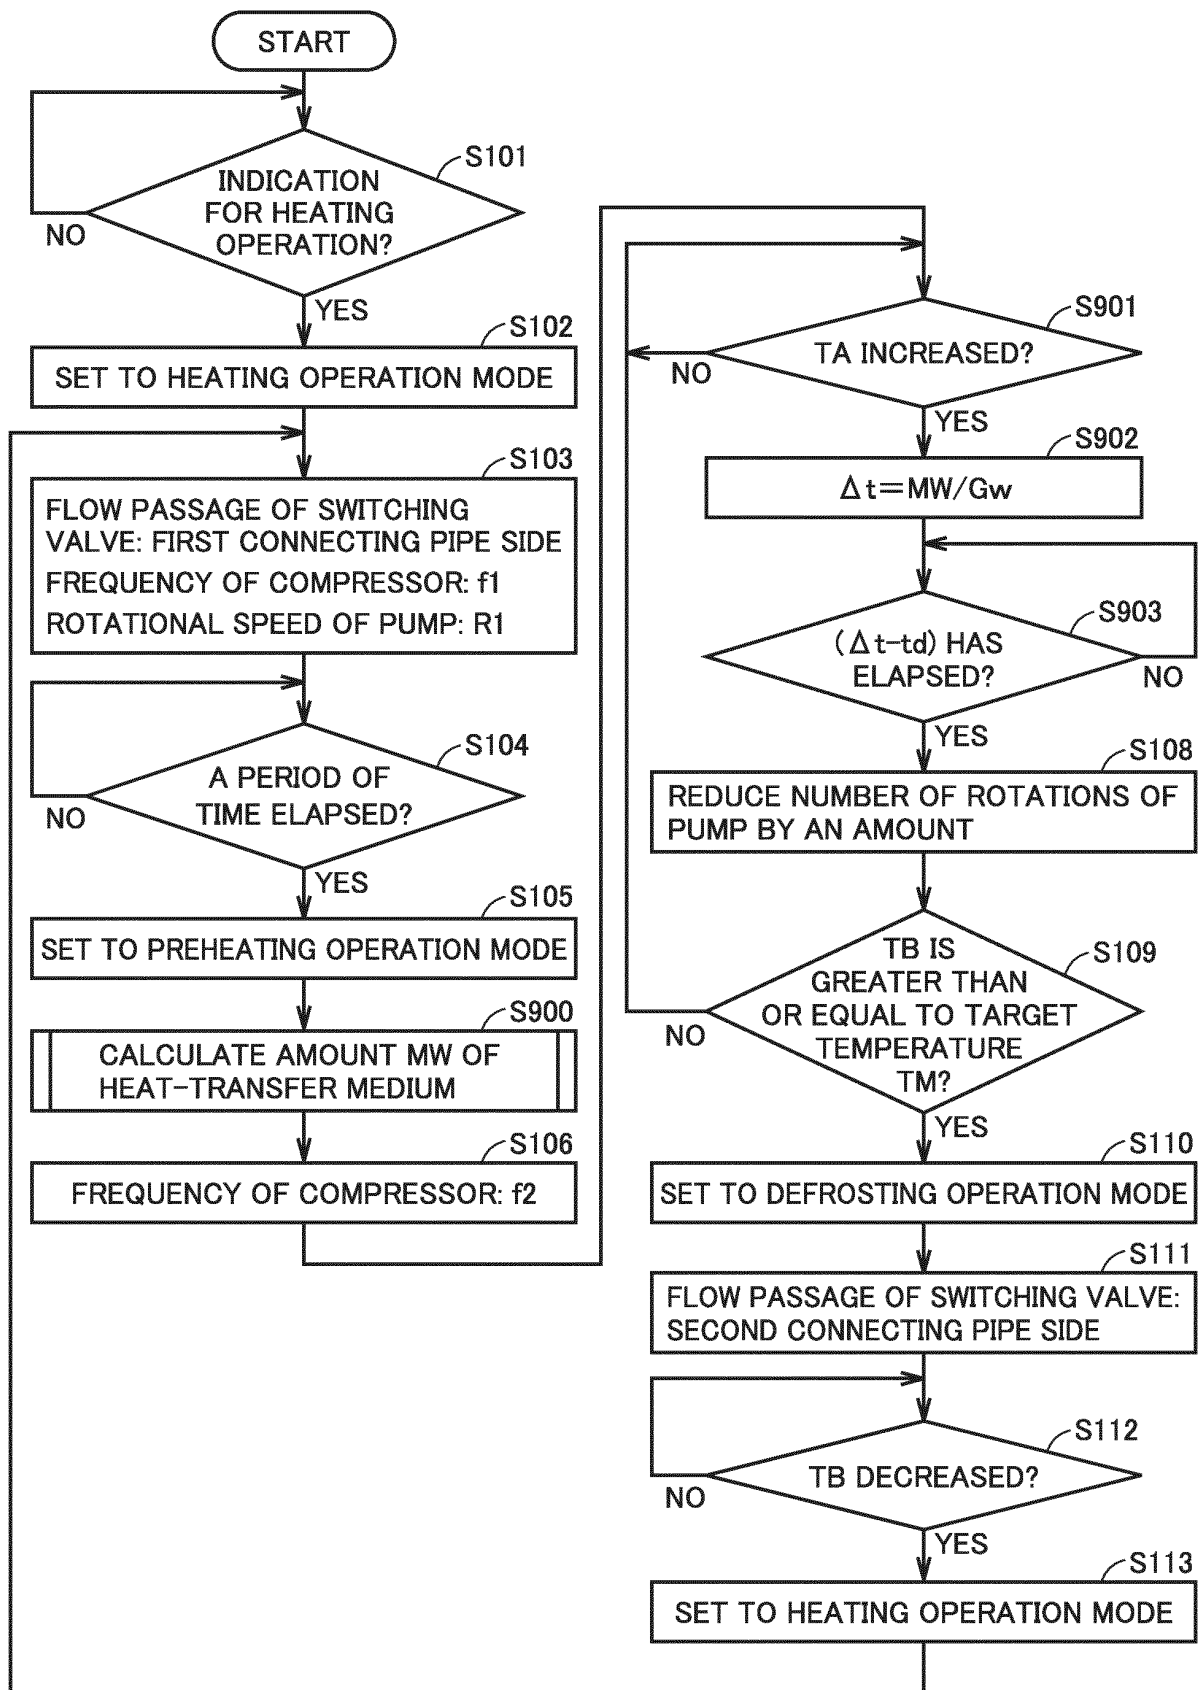 START
S101
INDICATION
FOR HEATING
OPERATION?
NO
YES
S102
SET TO HEATING OPERATION MODE
S103
FLOW PASSAGE OF SWITCHING
VALVE: FIRST CONNECTING PIPE SIDE
FREQUENCY OF COMPRESSOR: f1
ROTATIONAL SPEED OF PUMP: R1
S104
A PERIOD OF
TIME ELAPSED?
NO
YES
S105
SET TO PREHEATING OPERATION MODE
S900
CALCULATE AMOUNT MW OF
HEAT-TRANSFER MEDIUM
S106
FREQUENCY OF COMPRESSOR: f2
S901
TA INCREASED?
NO
YES
S902
Δt=MW/Gw
S903
(Δt-td) HAS
ELAPSED?
NO
YES
S108
REDUCE NUMBER OF ROTATIONS OF
PUMP BY AN AMOUNT
S109
TB IS
GREATER THAN
OR EQUAL TO TARGET
TEMPERATURE
TM?
NO
YES
S110
SET TO DEFROSTING OPERATION MODE
S111
FLOW PASSAGE OF SWITCHING VALVE:
SECOND CONNECTING PIPE SIDE
S112
TB DECREASED?
NO
YES
S113
SET TO HEATING OPERATION MODE